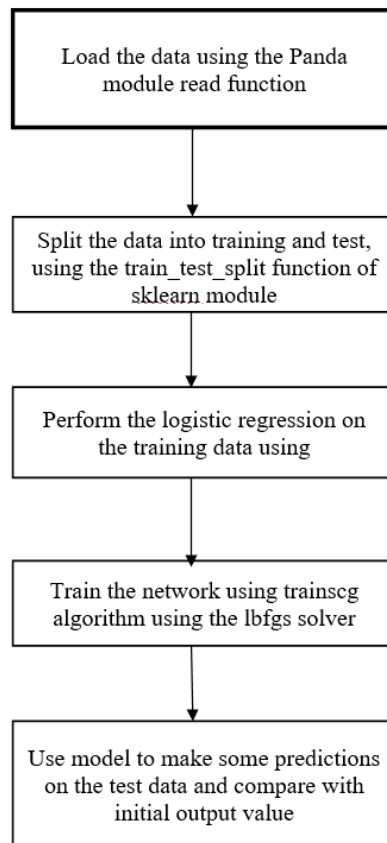 Load the data using the Panda
module read function
Split the data into training and test,
using the train_test_split function of
sklearn module
Perform the logistic regression on
the training data using
Train the network using trainscg
algorithm using the lbfgs solver
Use model to make some predictions
on the test data and compare with
initial output value